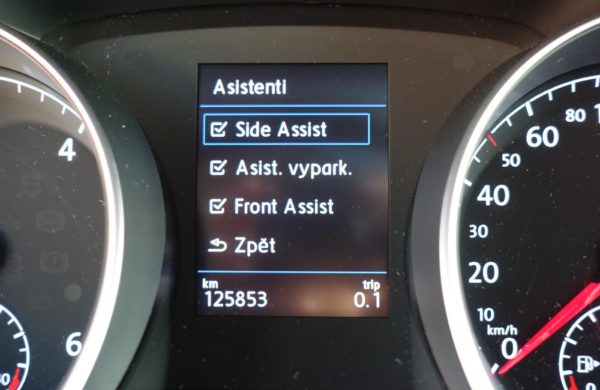 Asistenti
Side Assist
Asist. vypark.
Front Assist
Zpět
km trip
125853 0.1
4
6
80
60
50
40
20
10
km/h
0